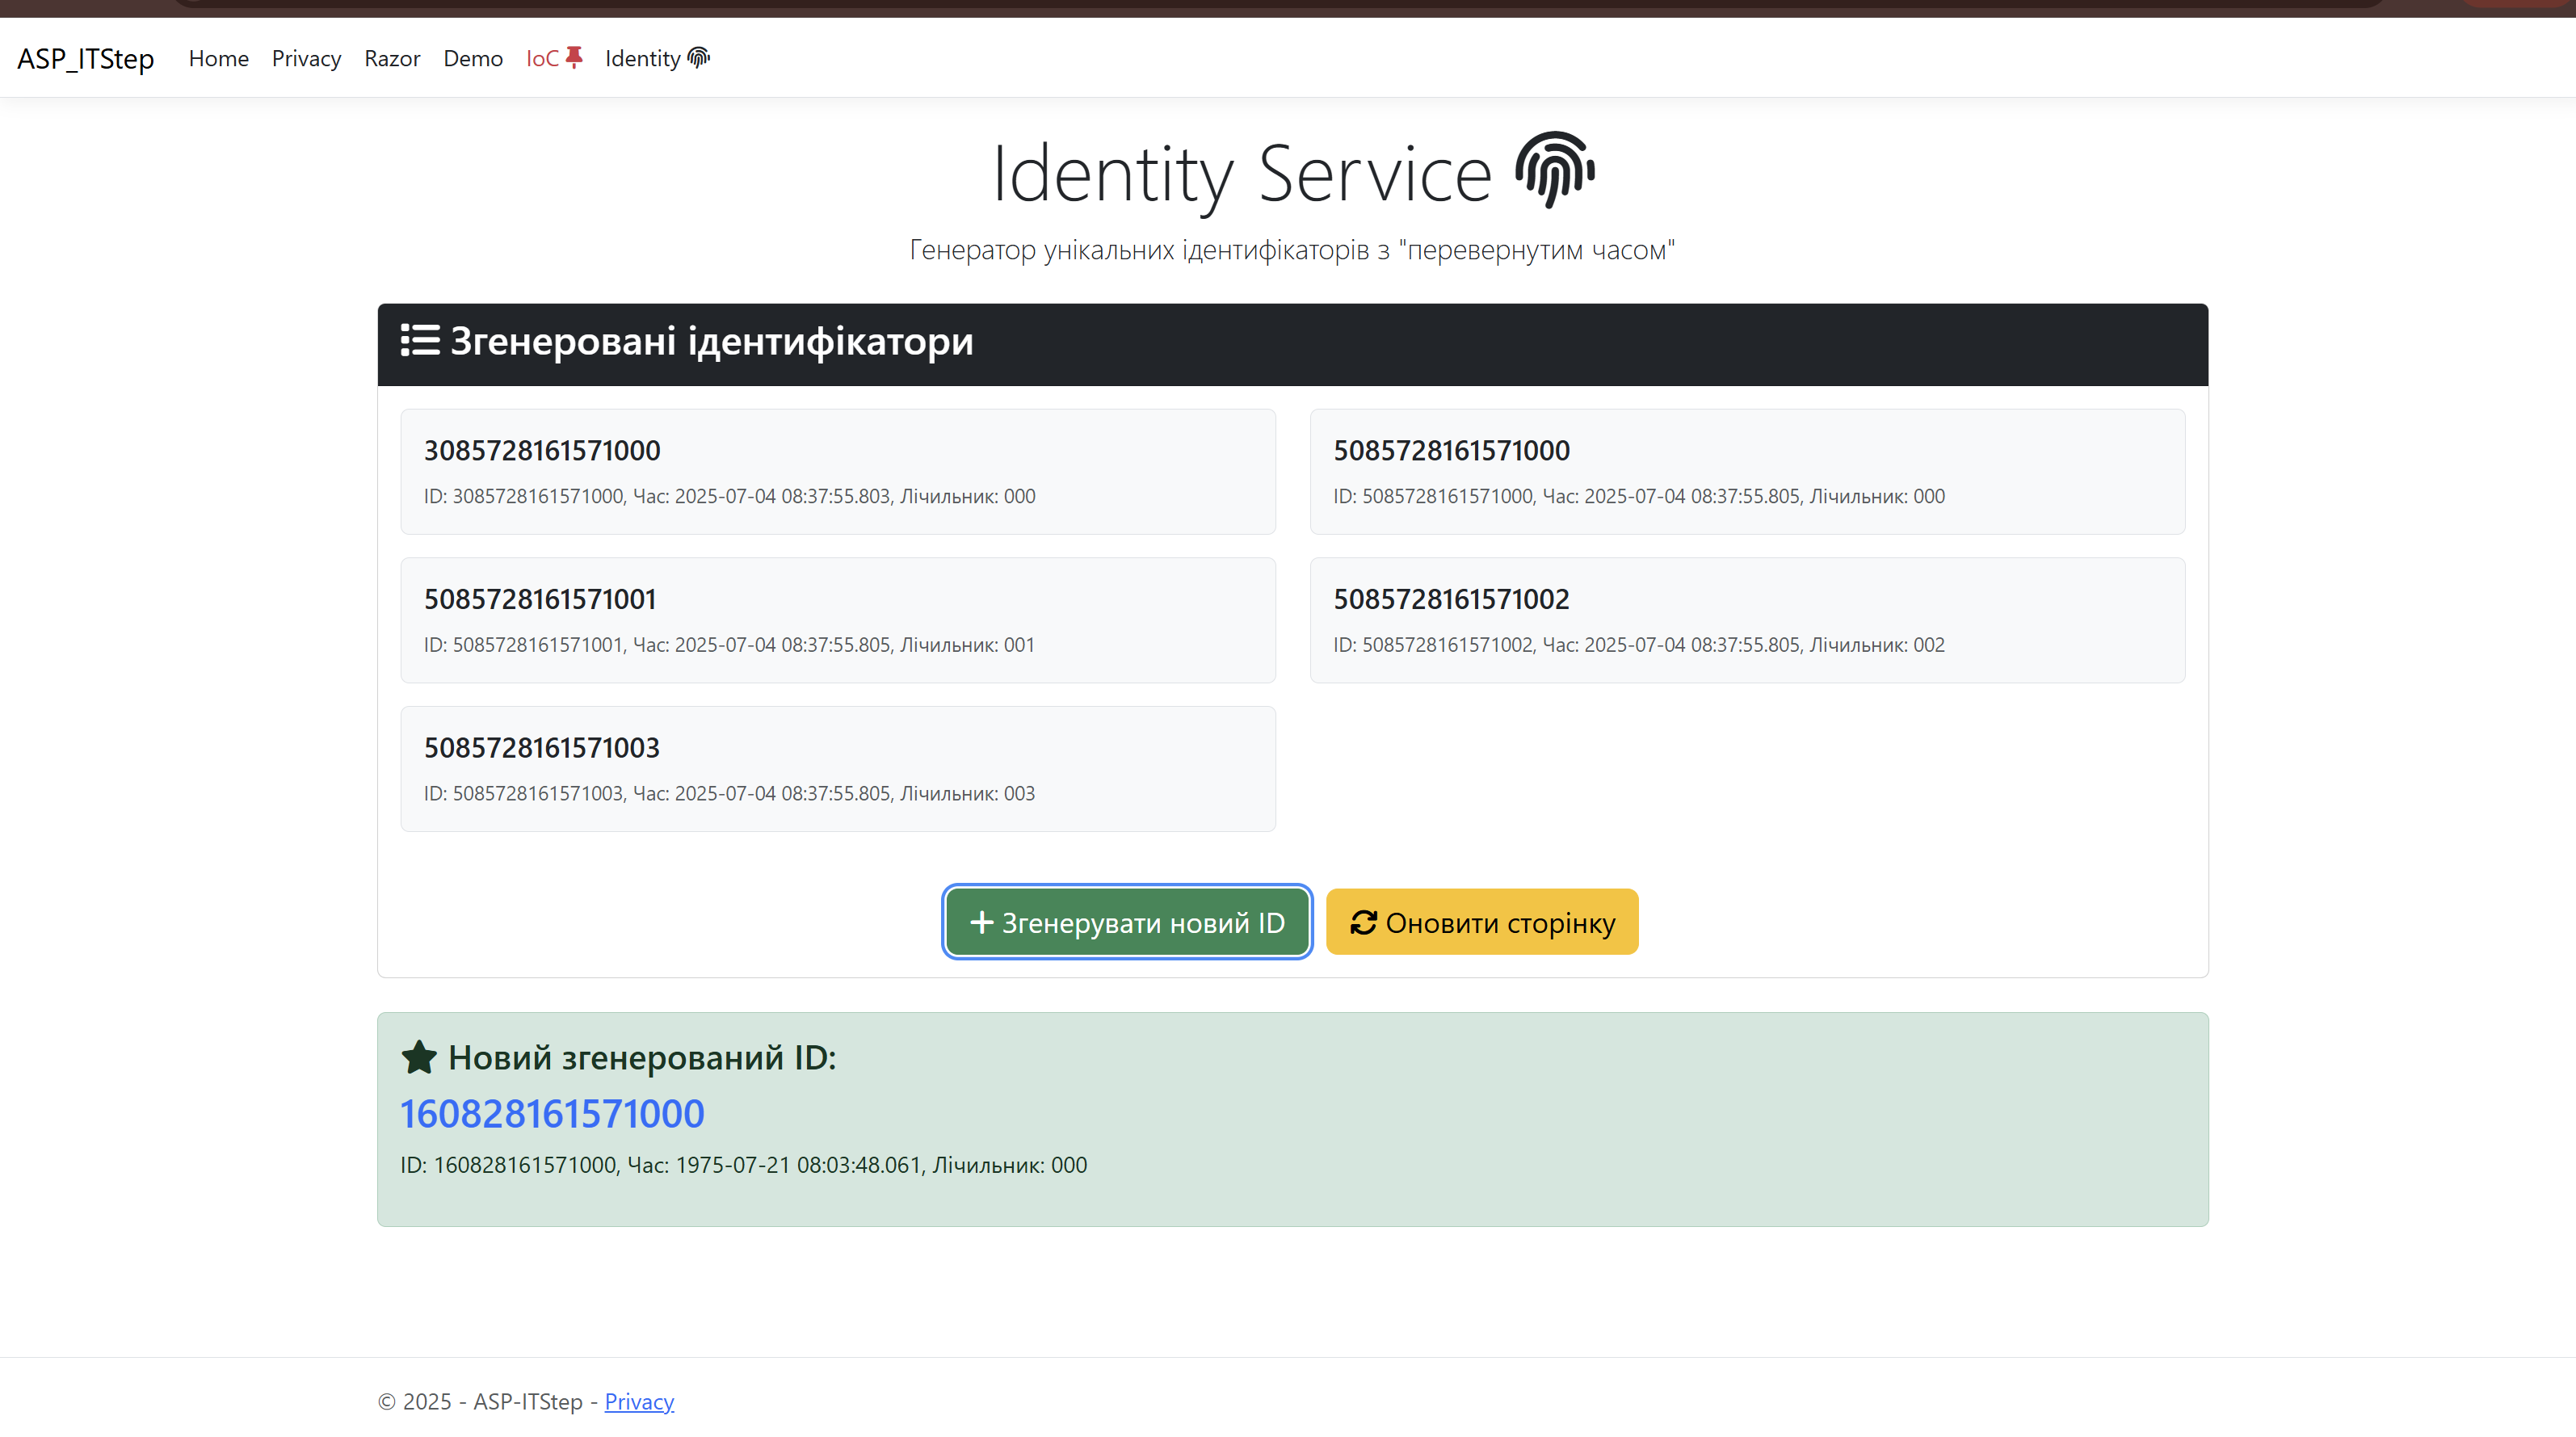 ASP_ITStep Home Privacy Razor Demo IoC Identity
Identity Service
Генератор унікальних ідентифікаторів з "перевернутим часом"
Згенеровані ідентифікатори
3085728161571000
ID: 3085728161571000, Час: 2025-07-04 08:37:55.803, Лічильник: 000
5085728161571000
ID: 5085728161571000, Час: 2025-07-04 08:37:55.805, Лічильник: 000
5085728161571001
ID: 5085728161571001, Час: 2025-07-04 08:37:55.805, Лічильник: 001
5085728161571002
ID: 5085728161571002, Час: 2025-07-04 08:37:55.805, Лічильник: 002
5085728161571003
ID: 5085728161571003, Час: 2025-07-04 08:37:55.805, Лічильник: 003
Згенерувати новий ID
Оновити сторінку
Новий згенерований ID:
160828161571000
ID: 160828161571000, Час: 1975-07-21 08:03:48.061, Лічильник: 000
© 2025 - ASP-ITStep - Privacy